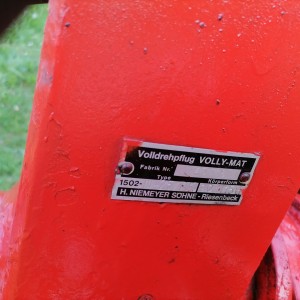 Volldrehpflug VOLLY-MAT
Fabrik Nr.
Type Körperform
1502-
H. NIEMEYER SÖHNE - Riesenbeck